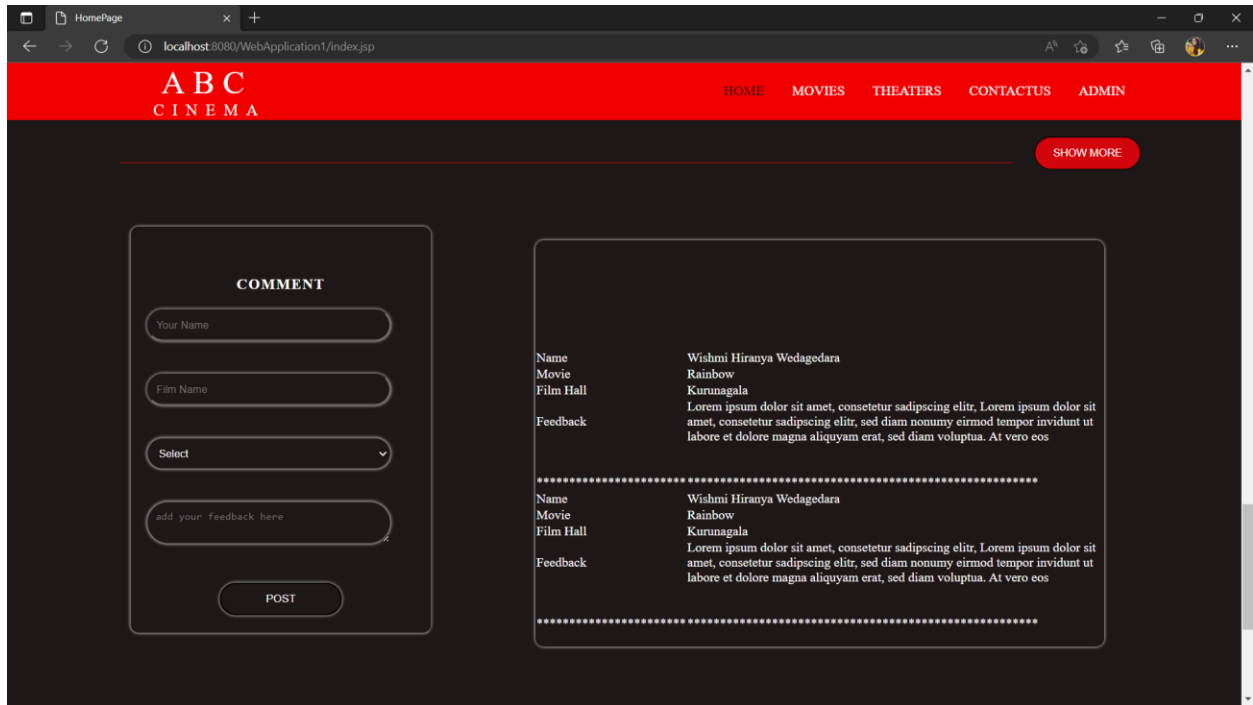 HomePage
localhost:8080/WebApplication1/index.jsp
A B C
C I N E M A
HOME MOVIES THEATERS CONTACTUS ADMIN
SHOW MORE
COMMENT
Your Name
Film Name
Select
add your feedback here
POST
Name Wishmi Hiranya Wedagedara
Movie Rainbow
Film Hall Kurunagala
Lorem ipsum dolor sit amet, consetetur sadipscing elitr, Lorem ipsum dolor sit
Feedback amet, consetetur sadipscing elitr, sed diam nonumy eirmod tempor invidunt ut
labore et dolore magna aliquyam erat, sed diam voluptua. At vero eos
******************************************************************************
Name Wishmi Hiranya Wedagedara
Movie Rainbow
Film Hall Kurunagala
Lorem ipsum dolor sit amet, consetetur sadipscing elitr, Lorem ipsum dolor sit
Feedback amet, consetetur sadipscing elitr, sed diam nonumy eirmod tempor invidunt ut
labore et dolore magna aliquyam erat, sed diam voluptua. At vero eos
******************************************************************************